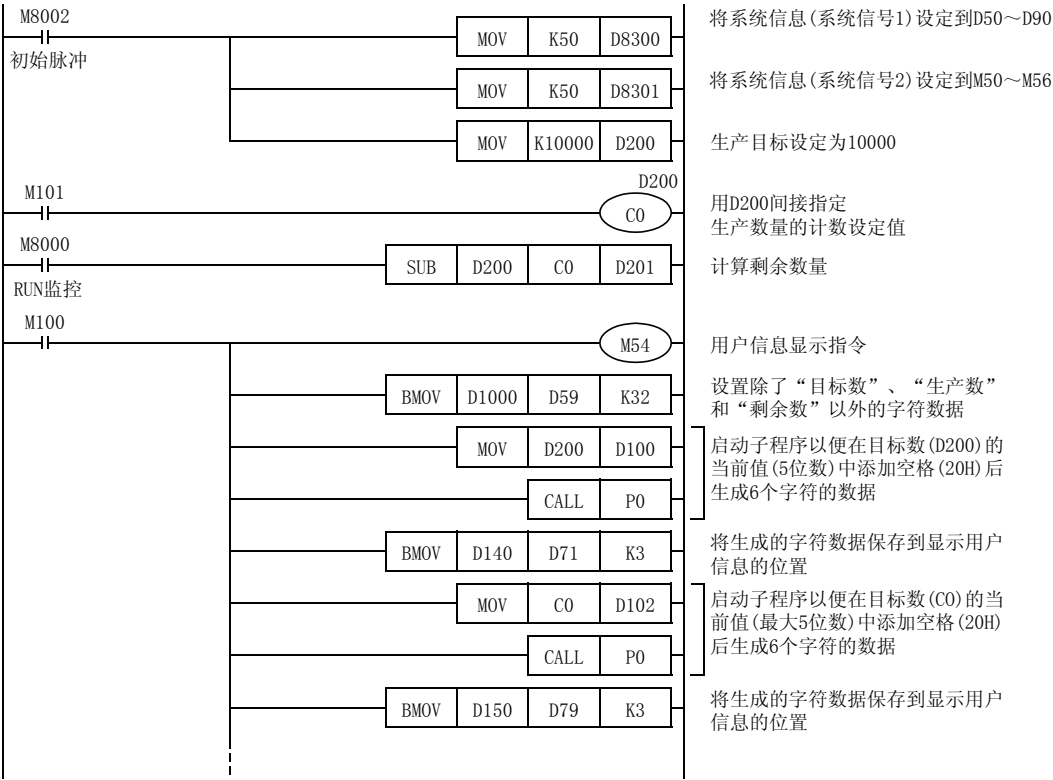 M8002
初始脉冲
MOV K50 D8300
将系统信息(系统信号1)设定到D50～D90
MOV K50 D8301
将系统信息(系统信号2)设定到M50～M56
MOV K10000 D200
生产目标设定为10000
M101
D200
C0
用D200间接指定
生产数量的计数设定值
M8000
RUN监控
SUB D200 C0 D201
计算剩余数量
M100
M54
用户信息显示指令
BMOV D1000 D59 K32
设置除了“目标数”、“生产数”
和“剩余数”以外的字符数据
MOV D200 D100
CALL P0
启动子程序以便在目标数(D200)的
当前值(5位数)中添加空格(20H)后
生成6个字符的数据
BMOV D140 D71 K3
将生成的字符数据保存到显示用户
信息的位置
MOV C0 D102
CALL P0
启动子程序以便在目标数(C0)的当
前值(最大5位数)中添加空格(20H)
后生成6个字符的数据
BMOV D150 D79 K3
将生成的字符数据保存到显示用户
信息的位置